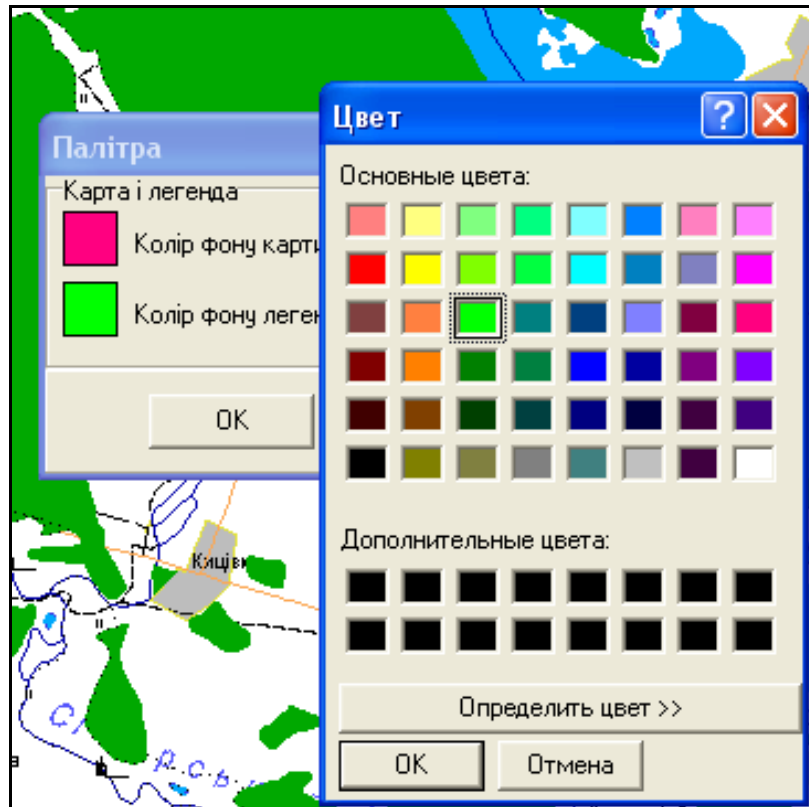 Палітра
Карта і легенда
Колір фону карти
Колір фону леген
OK
Цвет
Основные цвета:
Дополнительные цвета:
Определить цвет >>
OK
Отмена
Киців